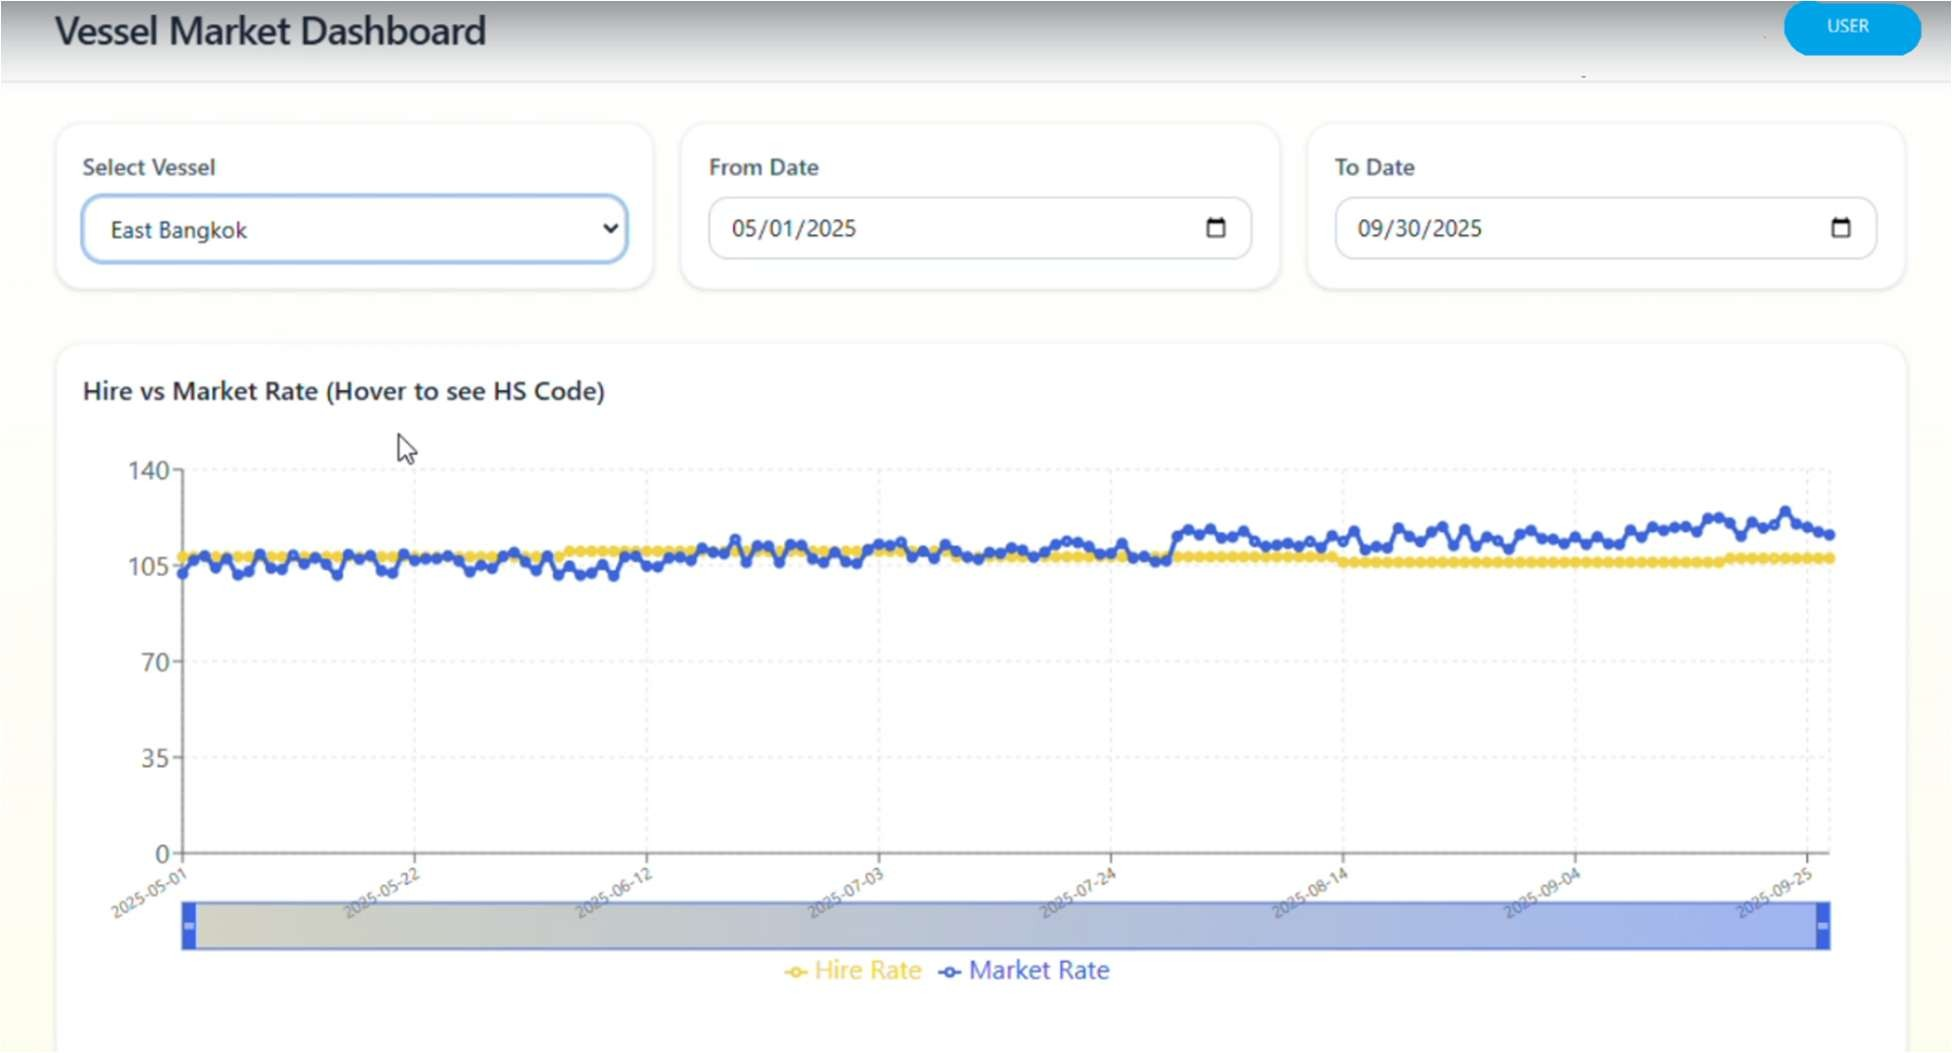 Vessel Market Dashboard
USER
Select Vessel
From Date
To Date
East Bangkok
05/01/2025
09/30/2025
Hire vs Market Rate (Hover to see HS Code)
140
105
70
35
0
2025-05-01
2025-05-22
2025-06-12
2025-07-03
2025-07-24
2025-08-14
2025-09-04
2025-09-25
Hire Rate
Market Rate